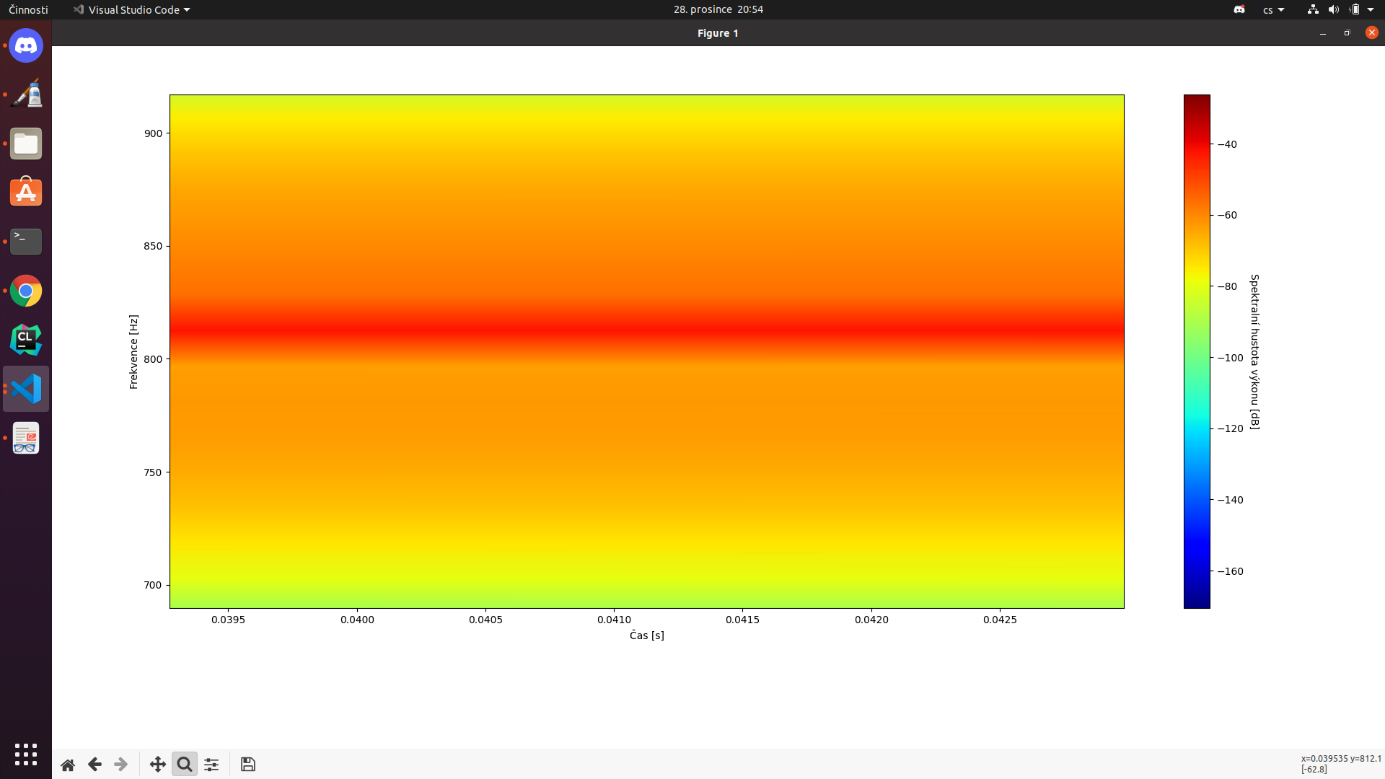 Činnosti
Visual Studio Code
28. prosince 20:54
cs
Figure 1
900
850
800
750
700
Frekvence [Hz]
0.0395
0.0400
0.0405
0.0410
0.0415
0.0420
0.0425
Čas [s]
−40
−60
−80
−100
−120
−140
−160
Spektralní hustota výkonu [dB]
>_
CL
x=0.039535 y=812.1
[-62.8]